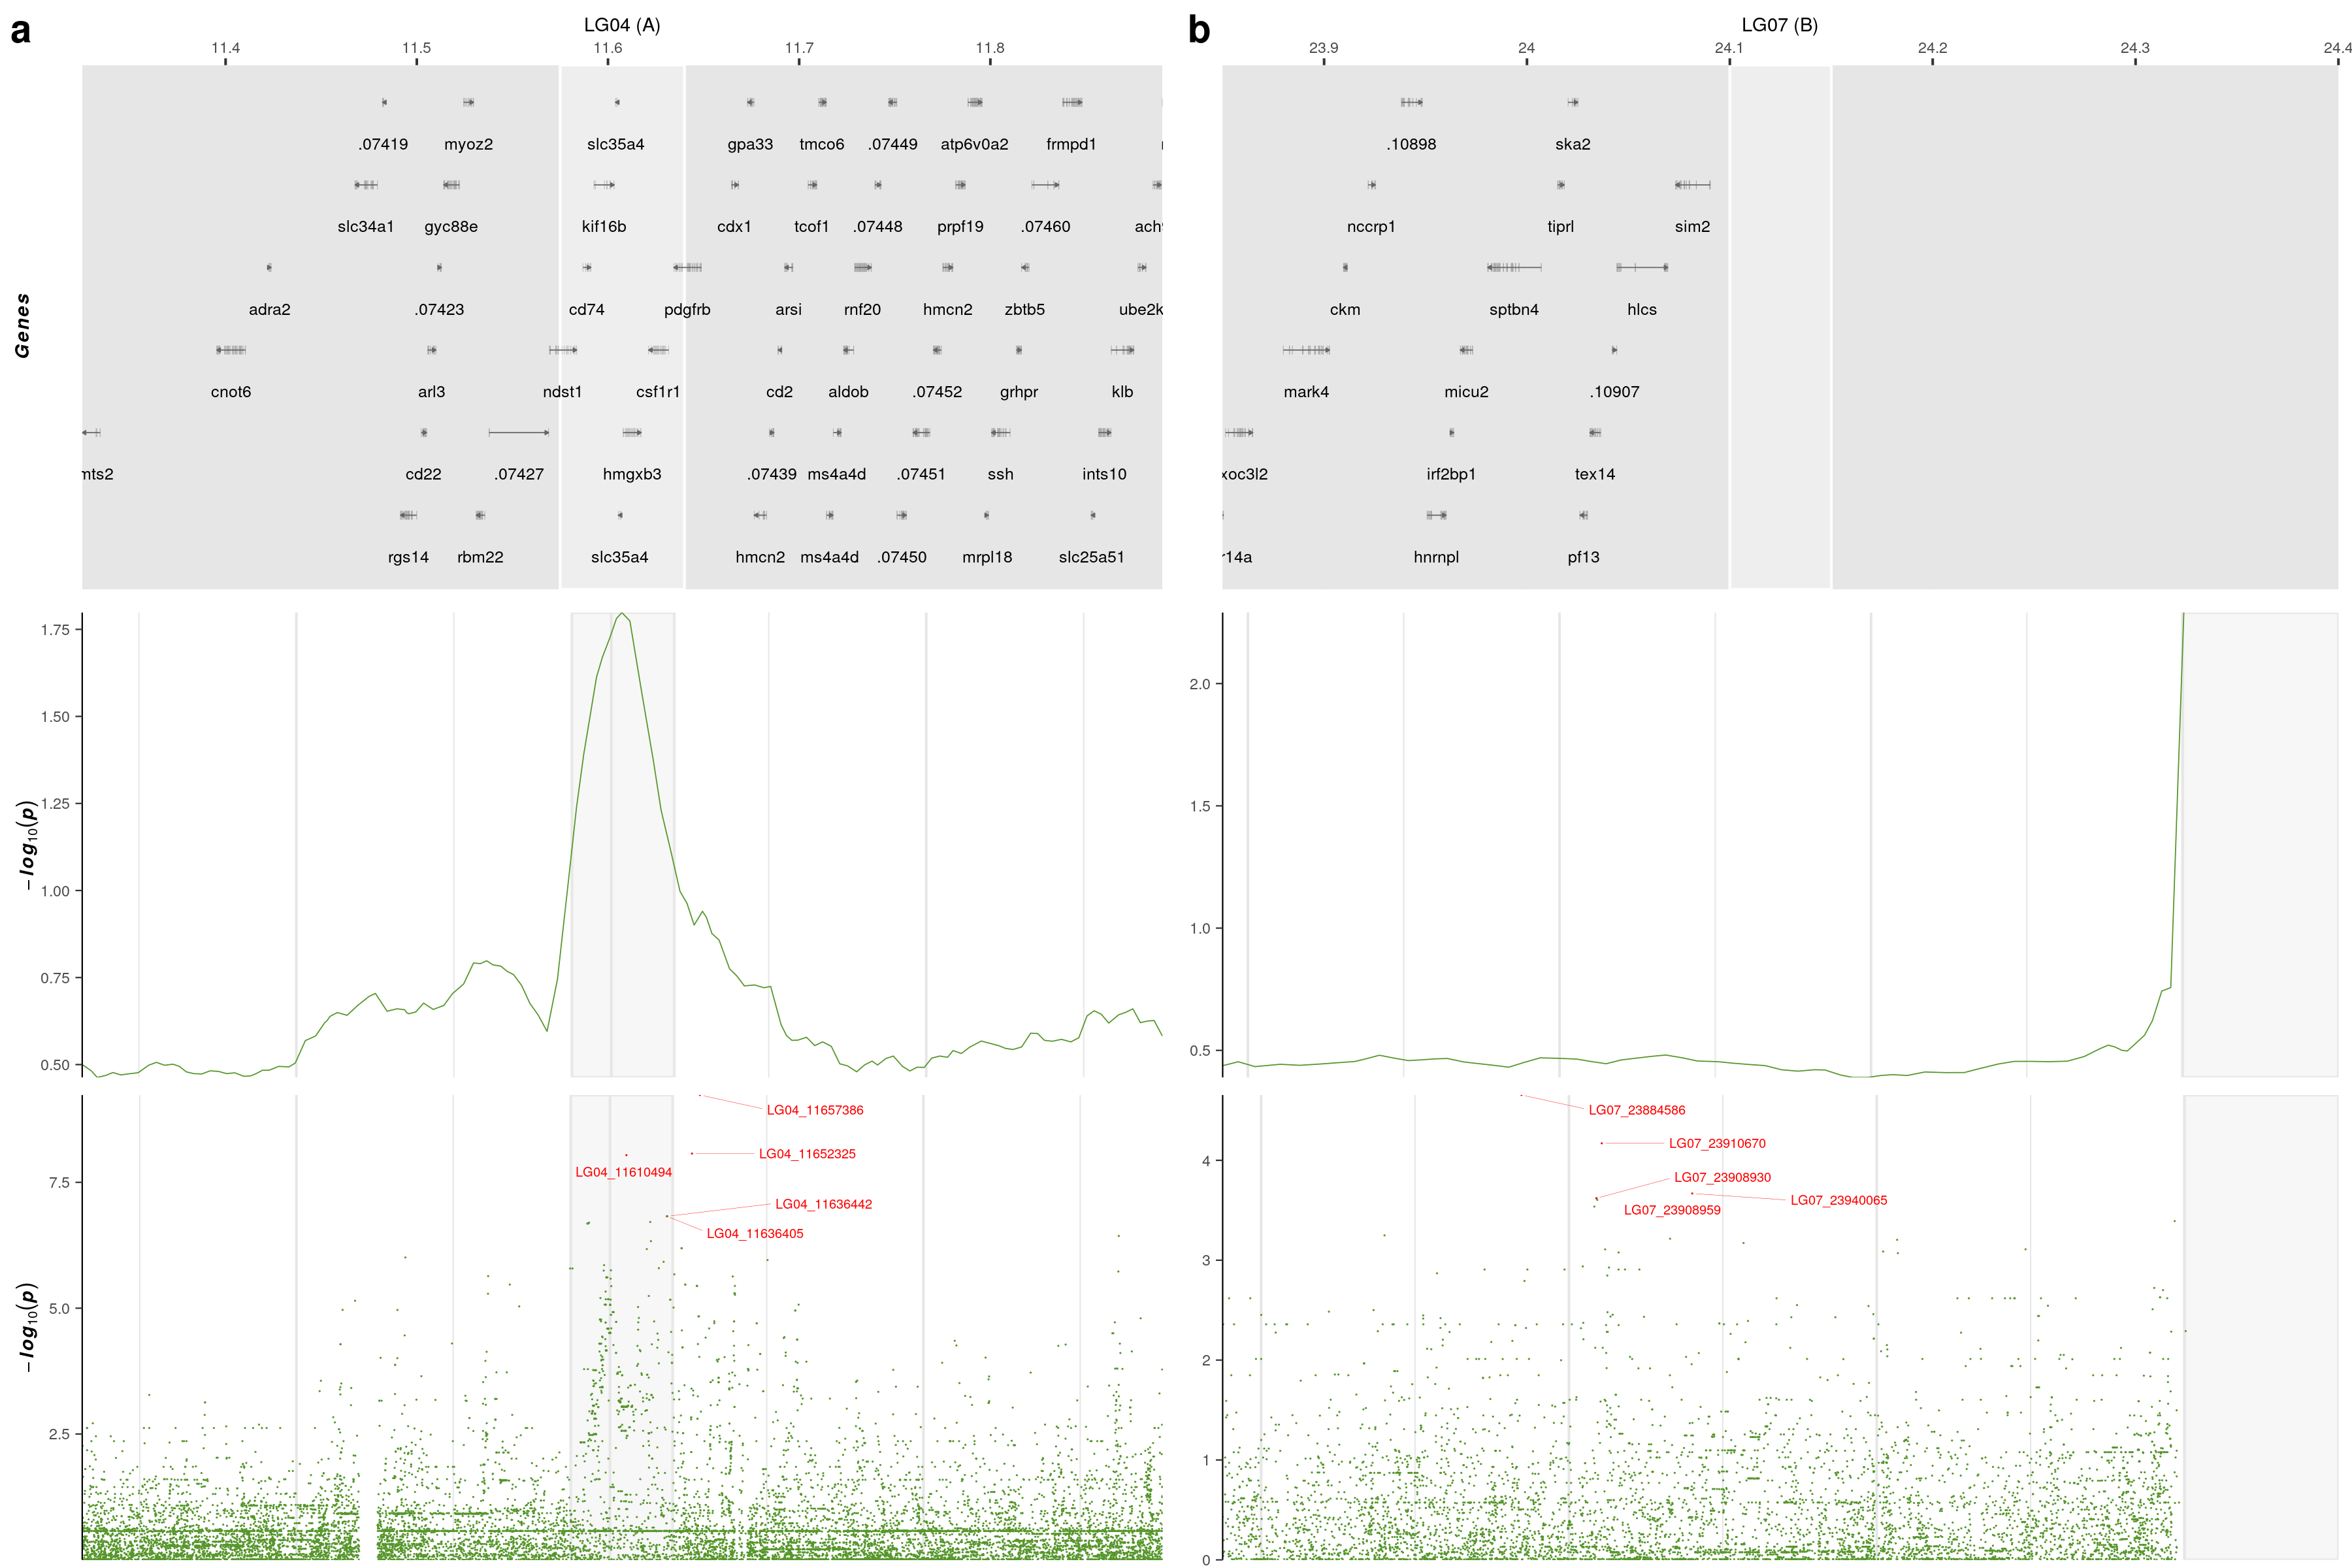 a
LG04 (A)
11.4 11.5 11.6 11.7 11.8
Genes
.07419 myoz2 slc35a4 gpa33 tmco6 .07449 atp6v0a2 frmpd1
slc34a1 gyc88e kif16b cdx1 tcof1 .07448 prpf19 .07460
adra2 .07423 cd74 pdgfrb arsi rnf20 hmcn2 zbtb5 ube2k
cnot6 arl3 ndst1 csf1r1 cd2 aldob .07452 grhpr klb
mts2 cd22 .07427 hmgxb3 .07439 ms4a4d .07451 ssh ints10
rgs14 rbm22 slc35a4 hmcn2 ms4a4d .07450 mrpl18 slc25a51
−log10(p)
1.75
1.50
1.25
1.00
0.75
0.50
−log10(p)
7.5
5.0
2.5
LG04_11657386
LG04_11652325
LG04_11610494
LG04_11636442
LG04_11636405
b
LG07 (B)
23.9 24 24.1 24.2 24.3 24.4
.10898 ska2
nccrp1 tiprl sim2
ckm sptbn4 hlcs
mark4 micu2 .10907
xoc3l2 irf2bp1 tex14
r14a hnrnpl pf13
2.0
1.5
1.0
0.5
4
3
2
1
0
LG07_23884586
LG07_23910670
LG07_23908930
LG07_23940065
LG07_23908959